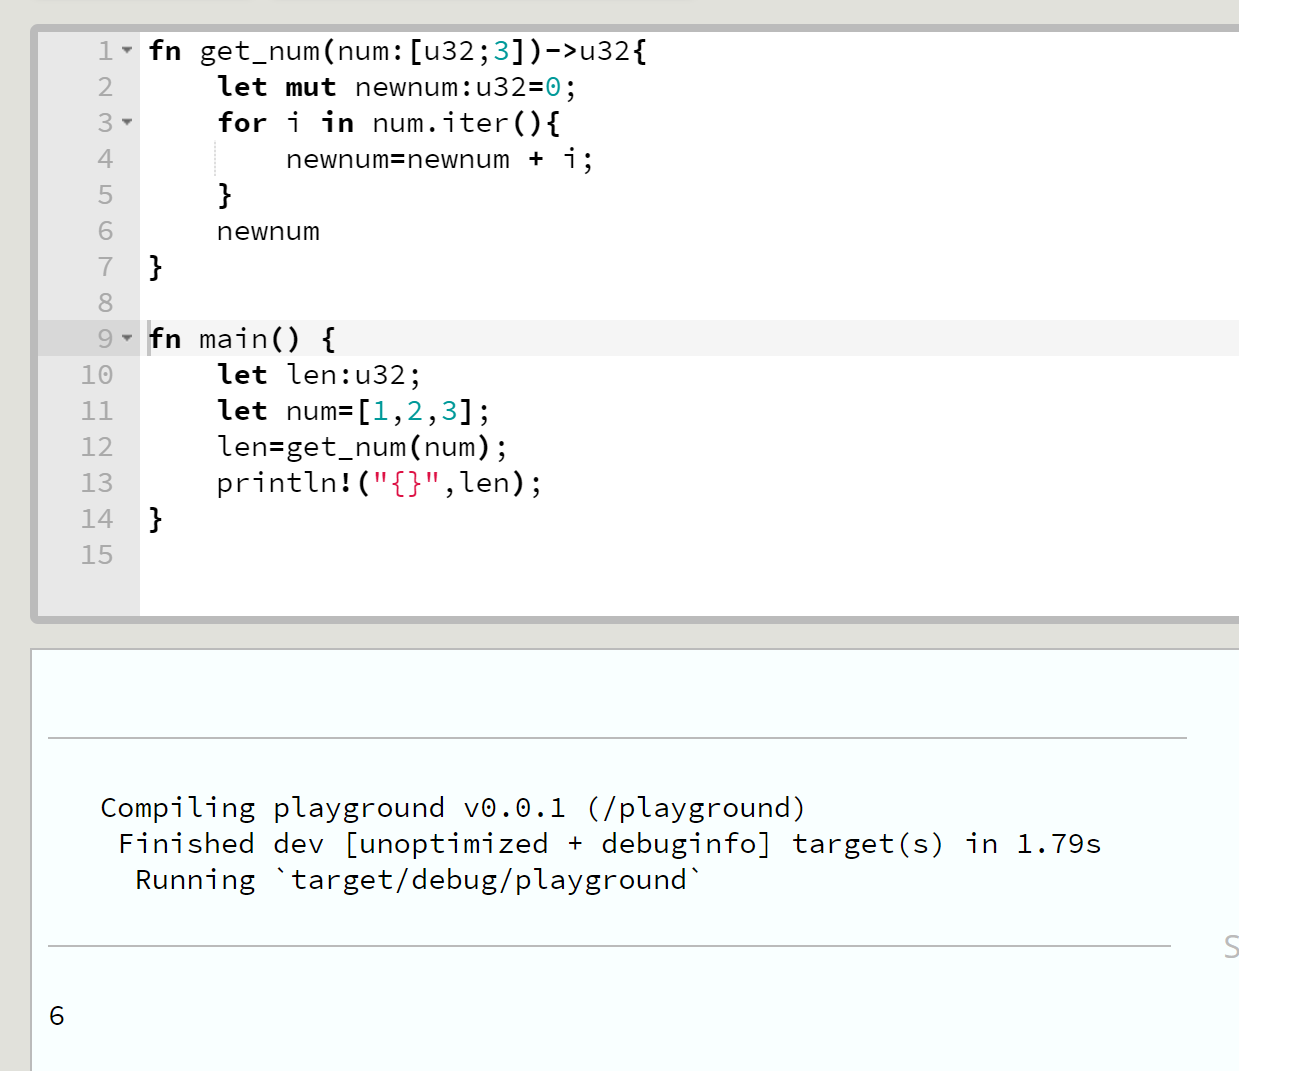 1 fn get_num(num:[u32;3])->u32{
2     let mut newnum:u32=0;
3     for i in num.iter(){
4         newnum=newnum + i;
5     }
6     newnum
7 }
8
9 fn main() {
10     let len:u32;
11     let num=[1,2,3];
12     len=get_num(num);
13     println!("{}",len);
14 }
15
Compiling playground v0.0.1 (/playground)
Finished dev [unoptimized + debuginfo] target(s) in 1.79s
Running `target/debug/playground`
S
6